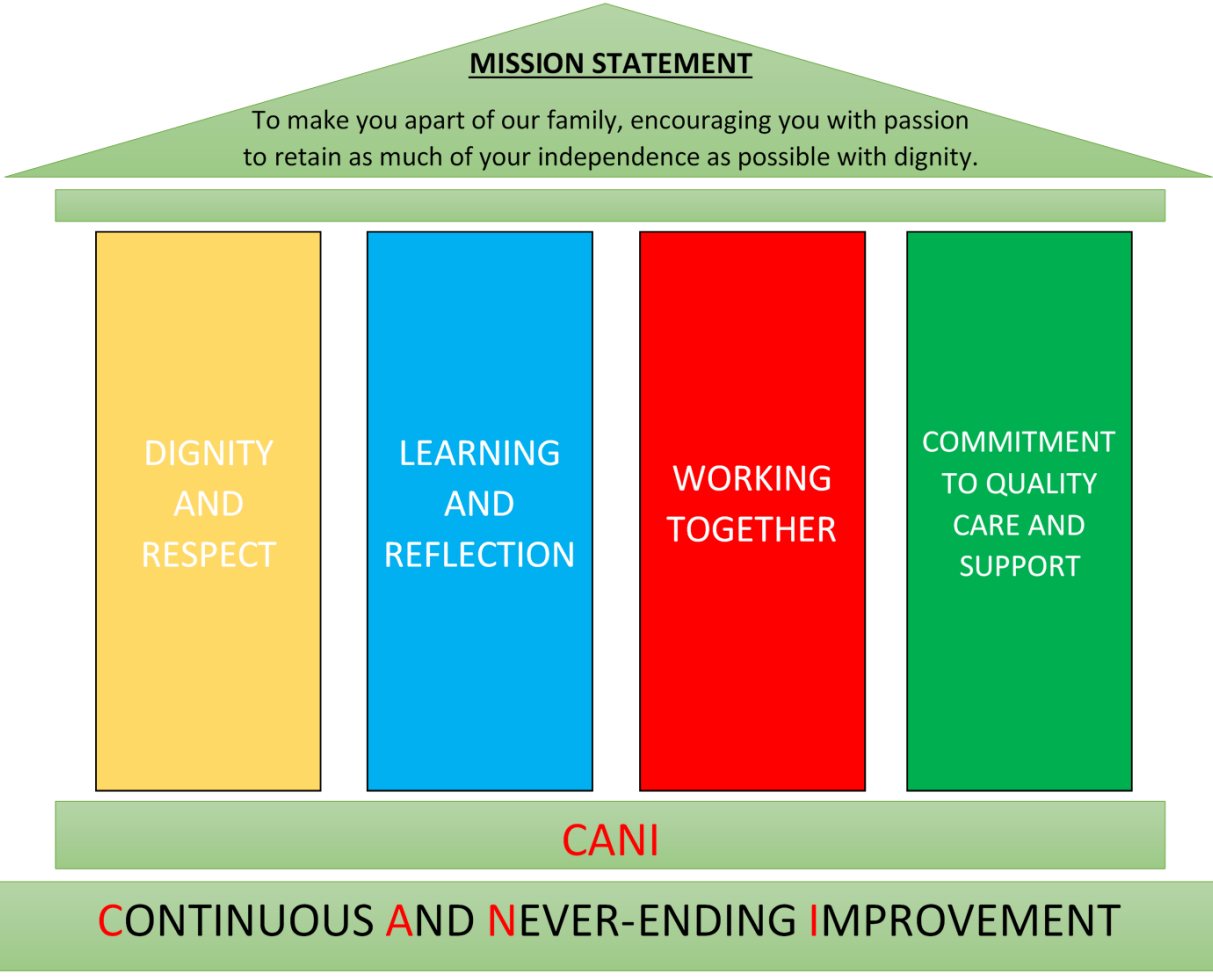 MISSION STATEMENT
To make you apart of our family, encouraging you with passion
to retain as much of your independence as possible with dignity.
DIGNITY
AND
RESPECT
LEARNING
AND
REFLECTION
WORKING
TOGETHER
COMMITMENT
TO QUALITY
CARE AND
SUPPORT
CANI
CONTINUOUS AND NEVER-ENDING IMPROVEMENT